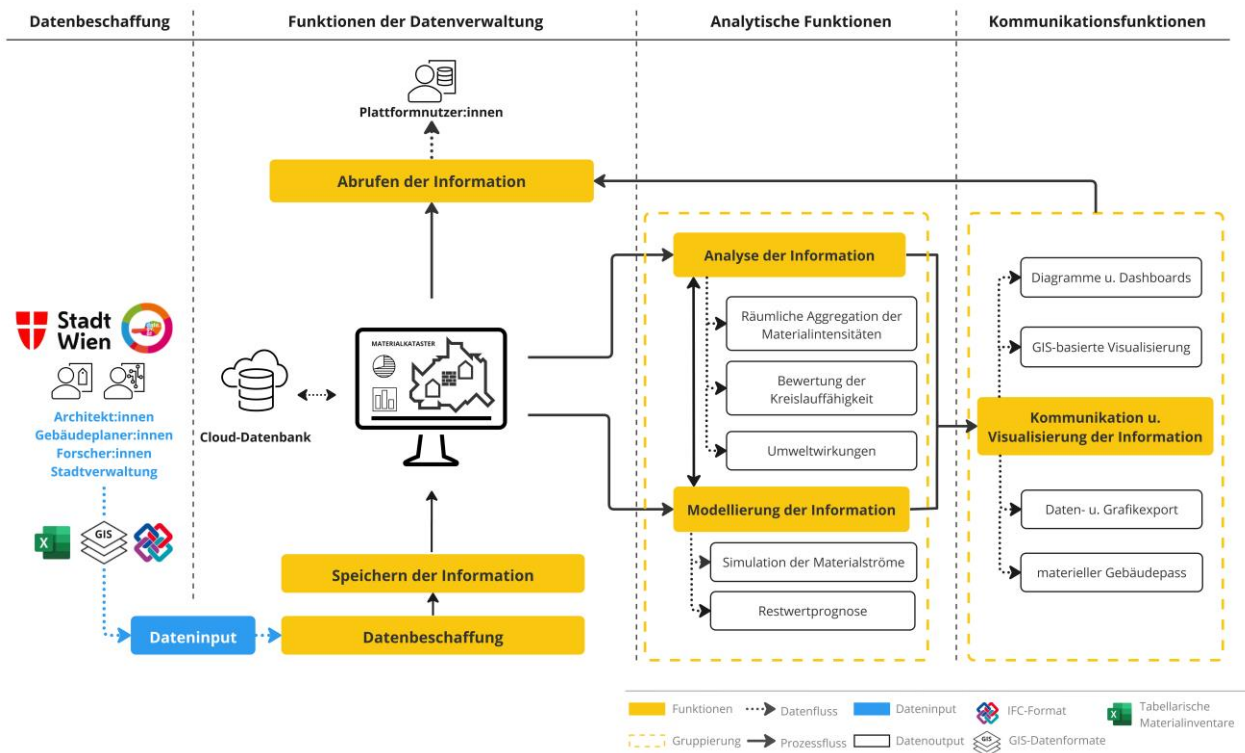 Datenbeschaffung
Funktionen der Datenverwaltung
Analytische Funktionen
Kommunikationsfunktionen
Plattformnutzer:innen
Abrufen der Information
Stadt
Wien
Architekt:innen
Gebäudeplaner:innen
Forscher:innen
Stadtverwaltung
X
GIS
Dateninput
Cloud-Datenbank
MATERIALKATASTER
Speichern der Information
Datenbeschaffung
Analyse der Information
Räumliche Aggregation der
Materialintensitäten
Bewertung der
Kreislauffähigkeit
Umweltwirkungen
Modellierung der Information
Simulation der Materialströme
Restwertprognose
Diagramme u. Dashboards
GIS-basierte Visualisierung
Kommunikation u.
Visualisierung der Information
Daten- u. Grafikexport
materieller Gebäudepass
Funktionen
Datenfluss
Dateninput
IFC-Format
X
Tabellarische
Materialinventare
Gruppierung
Prozessfluss
Datenoutput
GIS
GIS-Datenformate